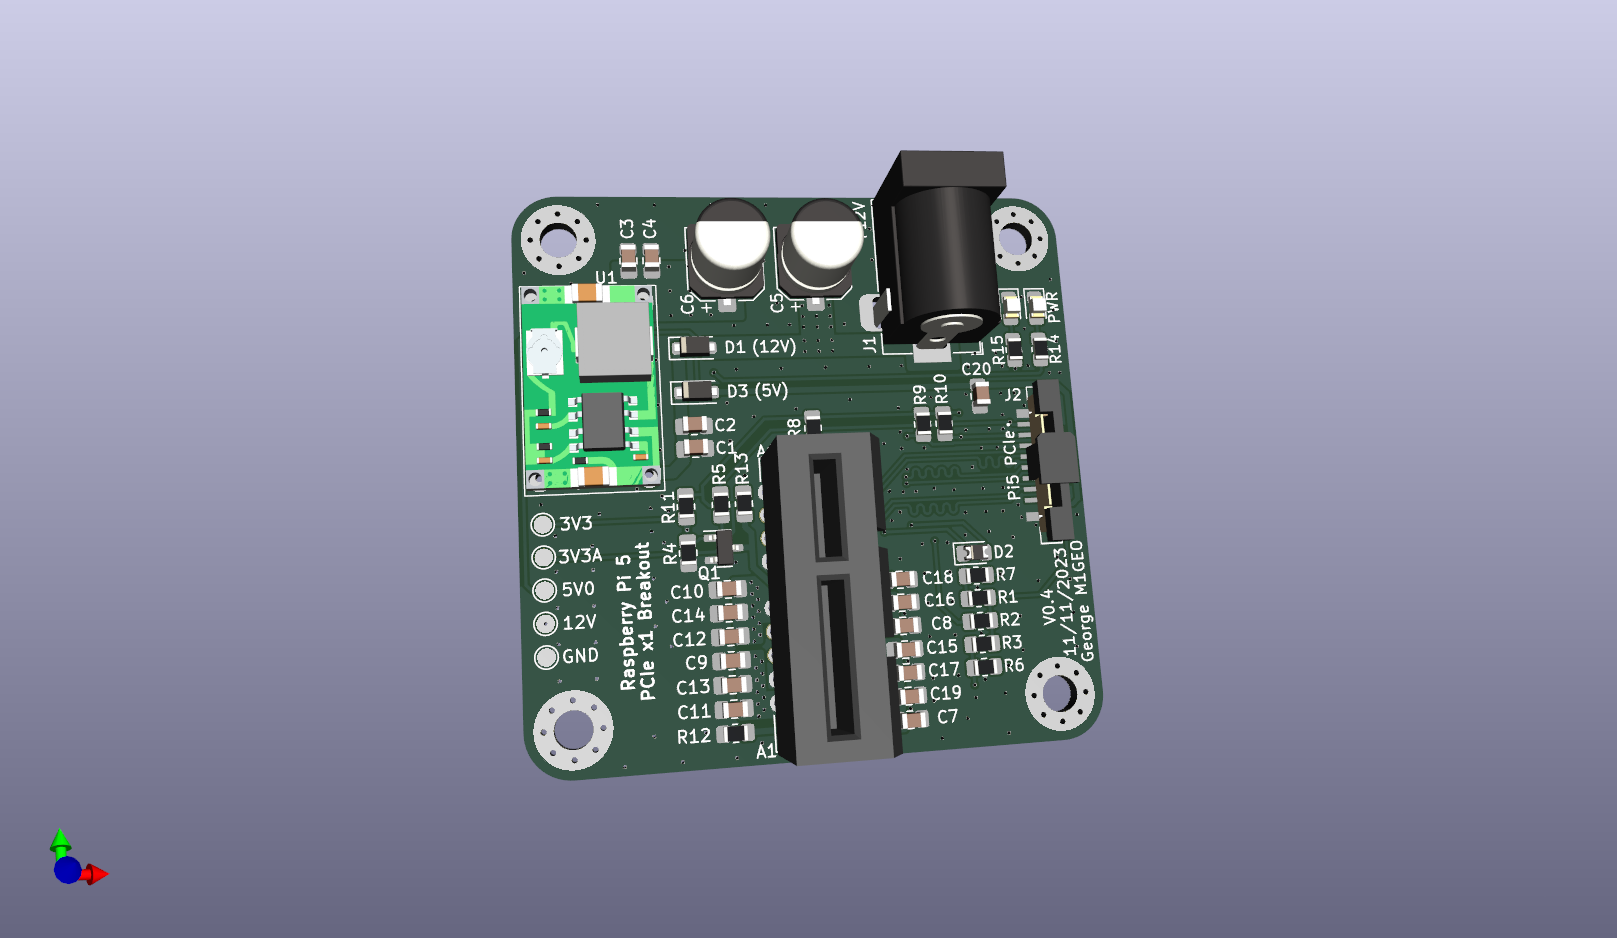 C3
C4
12V
U1
C6
+
C5
+
J1
PWR
R15
R14
D1 (12V)
D3 (5V)
C20
R9
R10
J2
C2
R8
C1
A
R5
R13
R11
Pi5 PCIe
3V3
3V3A
5V0
12V
GND
R4
Q1
Raspberry Pi 5
PCIe x1 Breakout
C10
C14
C12
C9
C13
C11
R12
A1
D2
C18
R7
C16
R1
C8
R2
C15
R3
C17
R6
C19
C7
V0.4
11/11/2023
George M1GEO